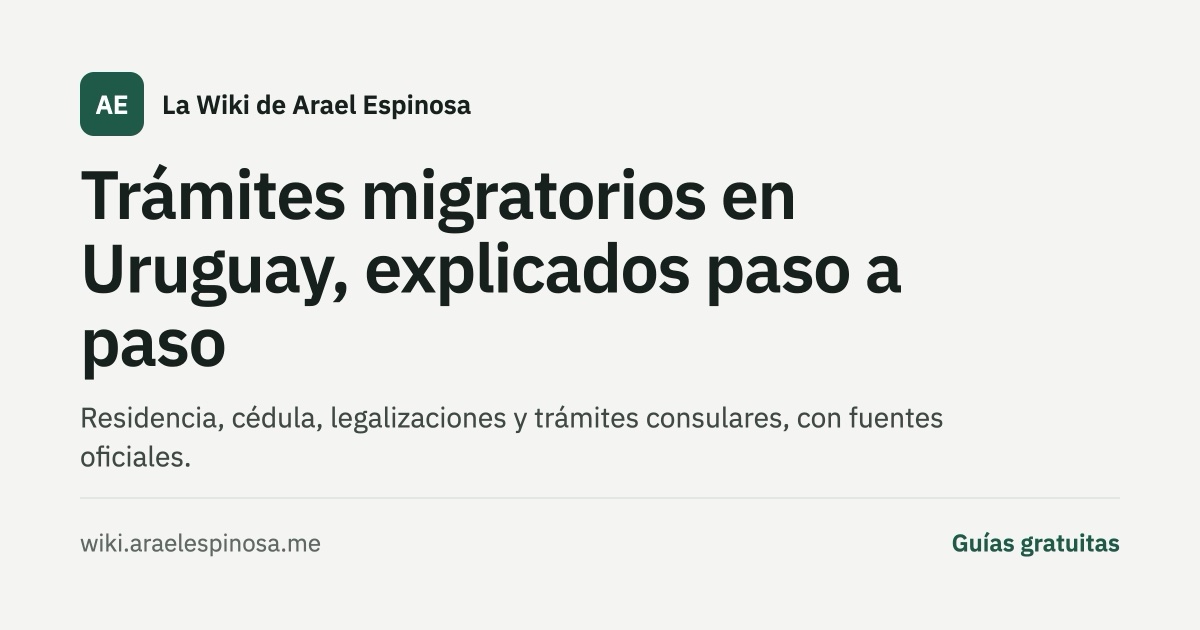 AE
La Wiki de Arael Espinosa
Trámites migratorios en
Uruguay, explicados paso a
paso
Residencia, cédula, legalizaciones y trámites consulares, con fuentes
oficiales.
wiki.araelespinosa.me
Guías gratuitas